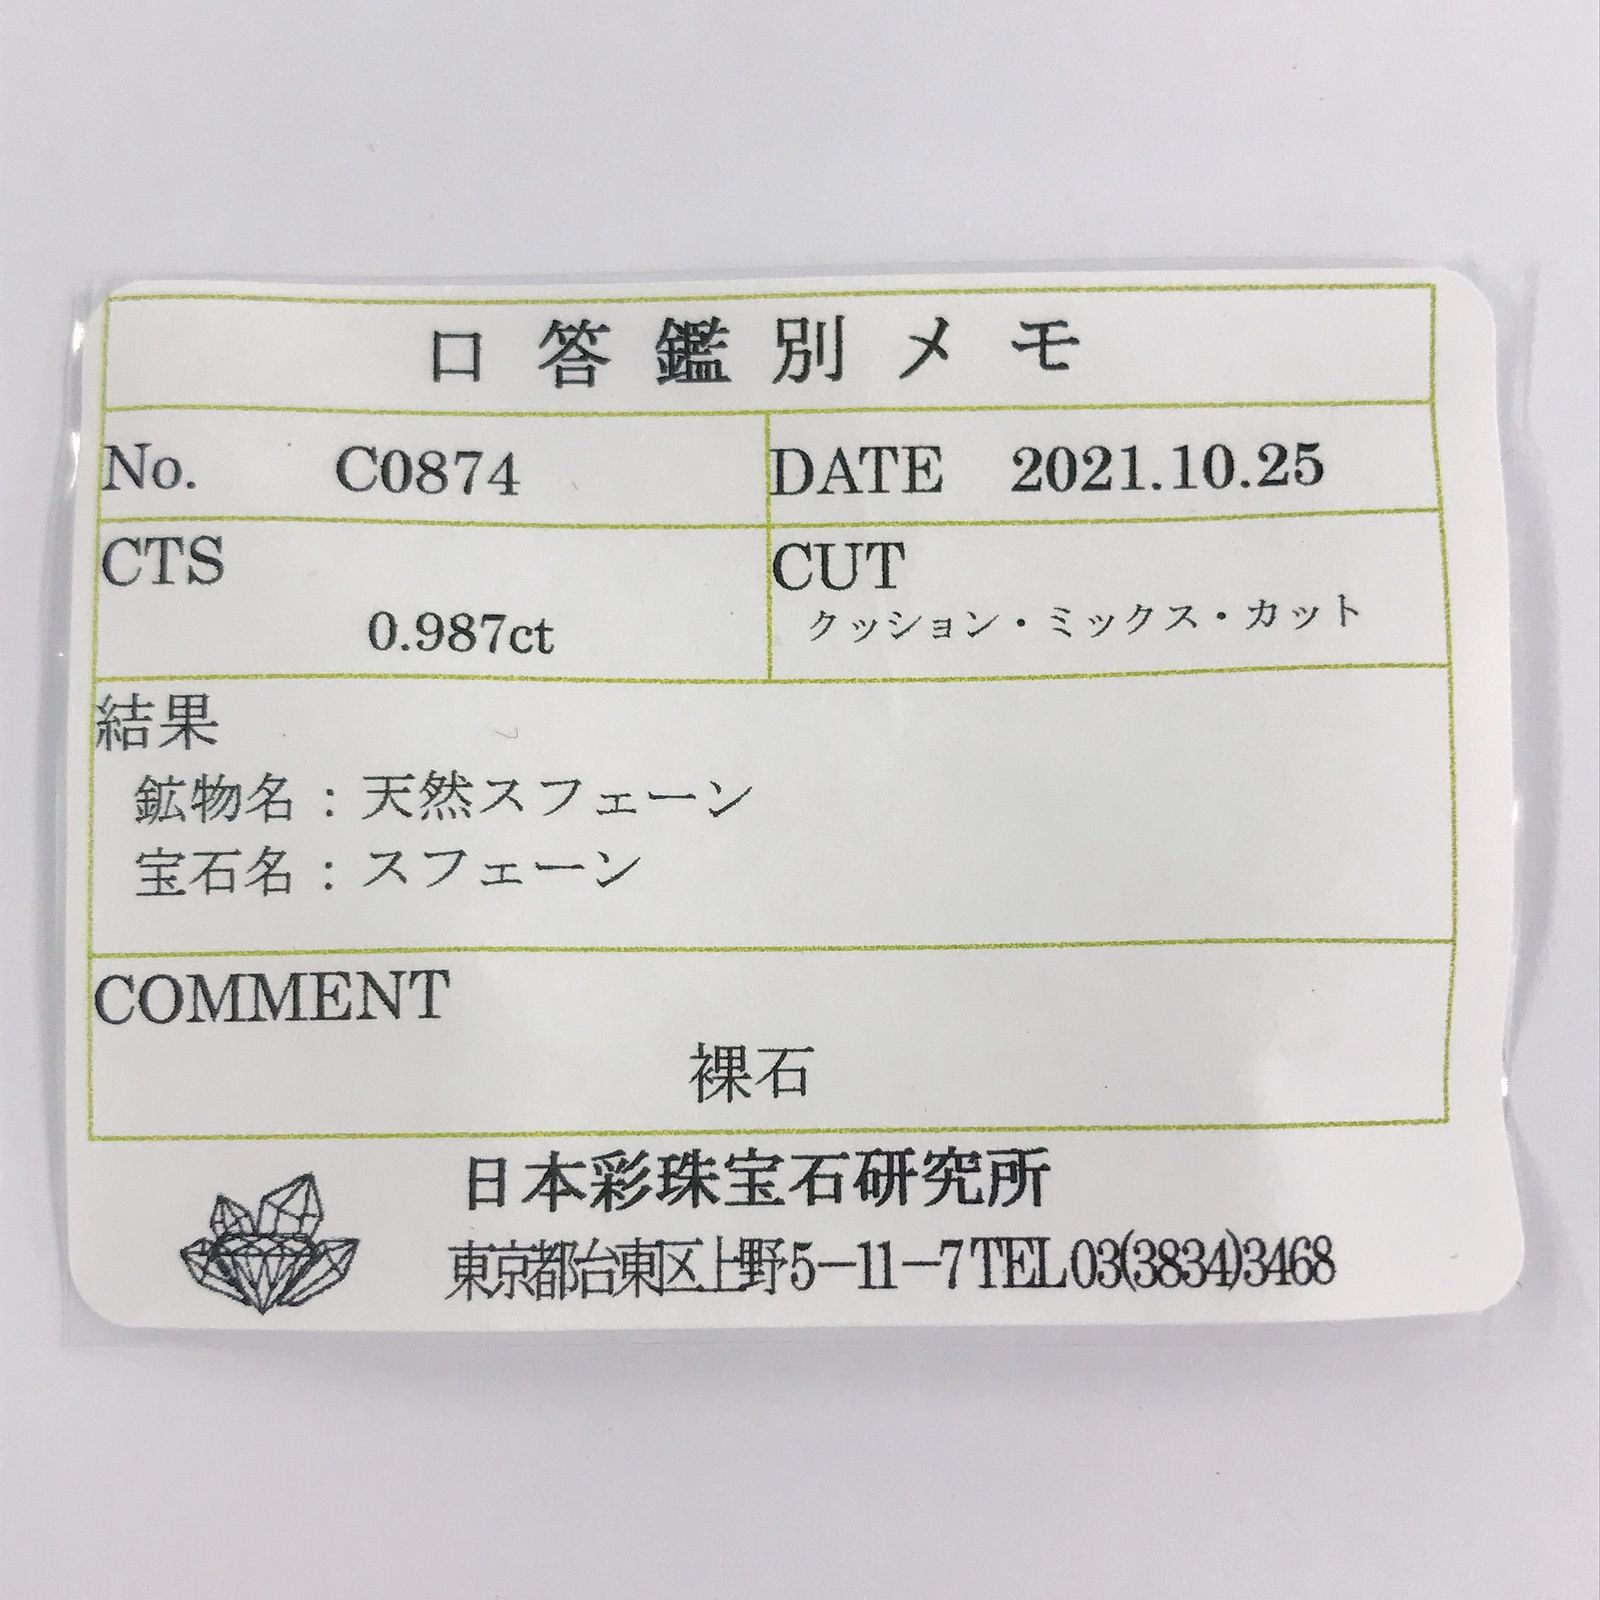 口答鑑別メモ
No. C0874 DATE 2021.10.25
CTS CUT
0.987ct クッション・ミックス・カット
結果
鉱物名：天然スフェーン
宝石名：スフェーン
COMMENT
裸石
日本彩珠宝石研究所
東京都台東区上野5-11-7 TEL 03(3834)3468